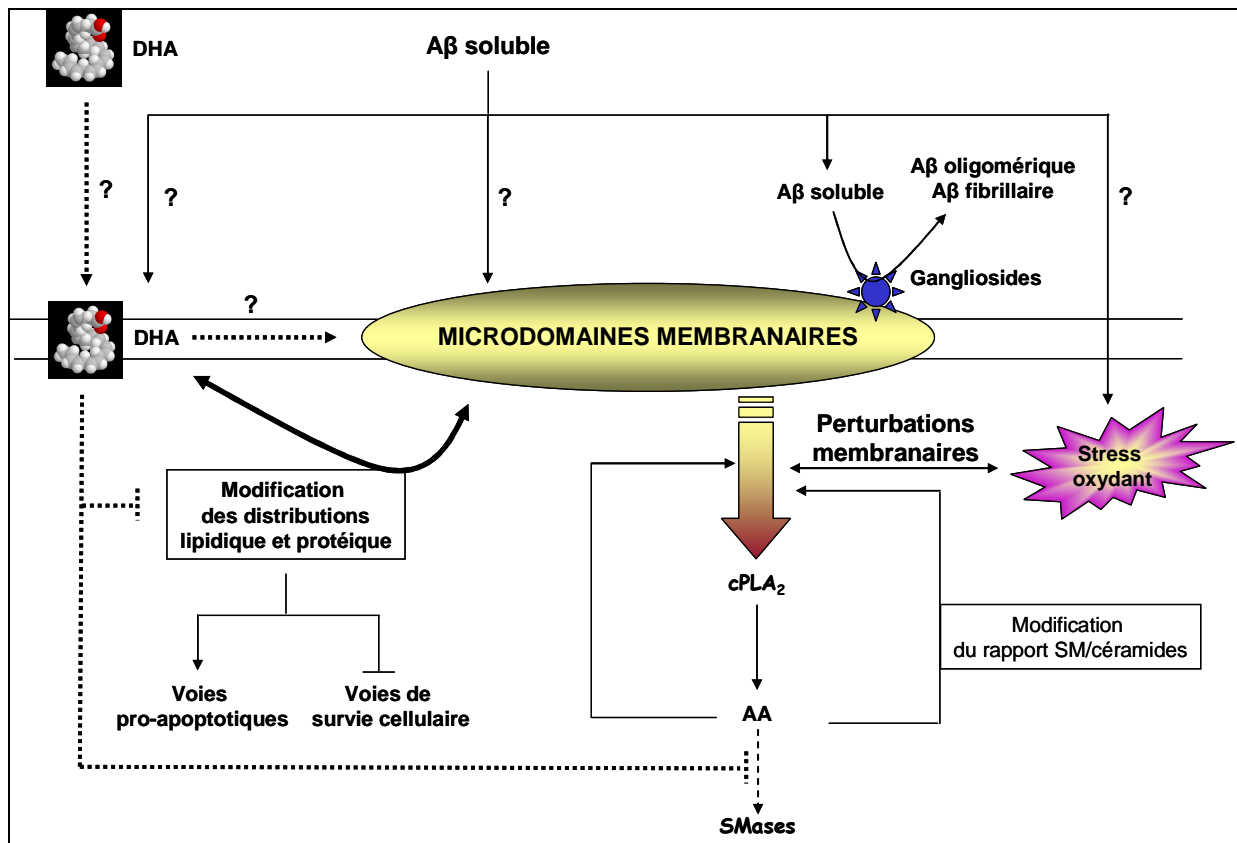 DHA
Aβ soluble
?
?
?
?
Aβ soluble
Aβ oligomérique
Aβ fibrillaire
Gangliosides
DHA
?
MICRODOMAINES MEMBRANAIRES
Perturbations
membranaires
Stress
oxydant
Modification
des distributions
lipidique et protéique
cPLA₂
Modification
du rapport SM/céramides
Voies
pro-apoptotiques
Voies de
survie cellulaire
AA
SMases